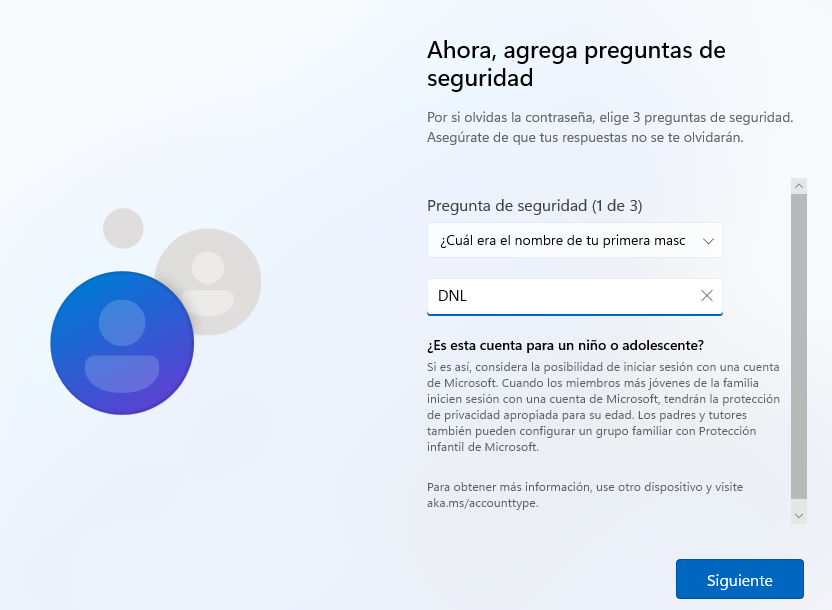 Ahora, agrega preguntas de
seguridad
Por si olvidas la contraseña, elige 3 preguntas de seguridad.
Asegúrate de que tus respuestas no se te olvidarán.
Pregunta de seguridad (1 de 3)
¿Cuál era el nombre de tu primera masc
DNL
¿Es esta cuenta para un niño o adolescente?
Si es así, considera la posibilidad de iniciar sesión con una cuenta
de Microsoft. Cuando los miembros más jóvenes de la familia
inicien sesión con una cuenta de Microsoft, tendrán la protección
de privacidad apropiada para su edad. Los padres y tutores
también pueden configurar un grupo familiar con Protección
infantil de Microsoft.
Para obtener más información, use otro dispositivo y visite
aka.ms/accounttype.
Siguiente